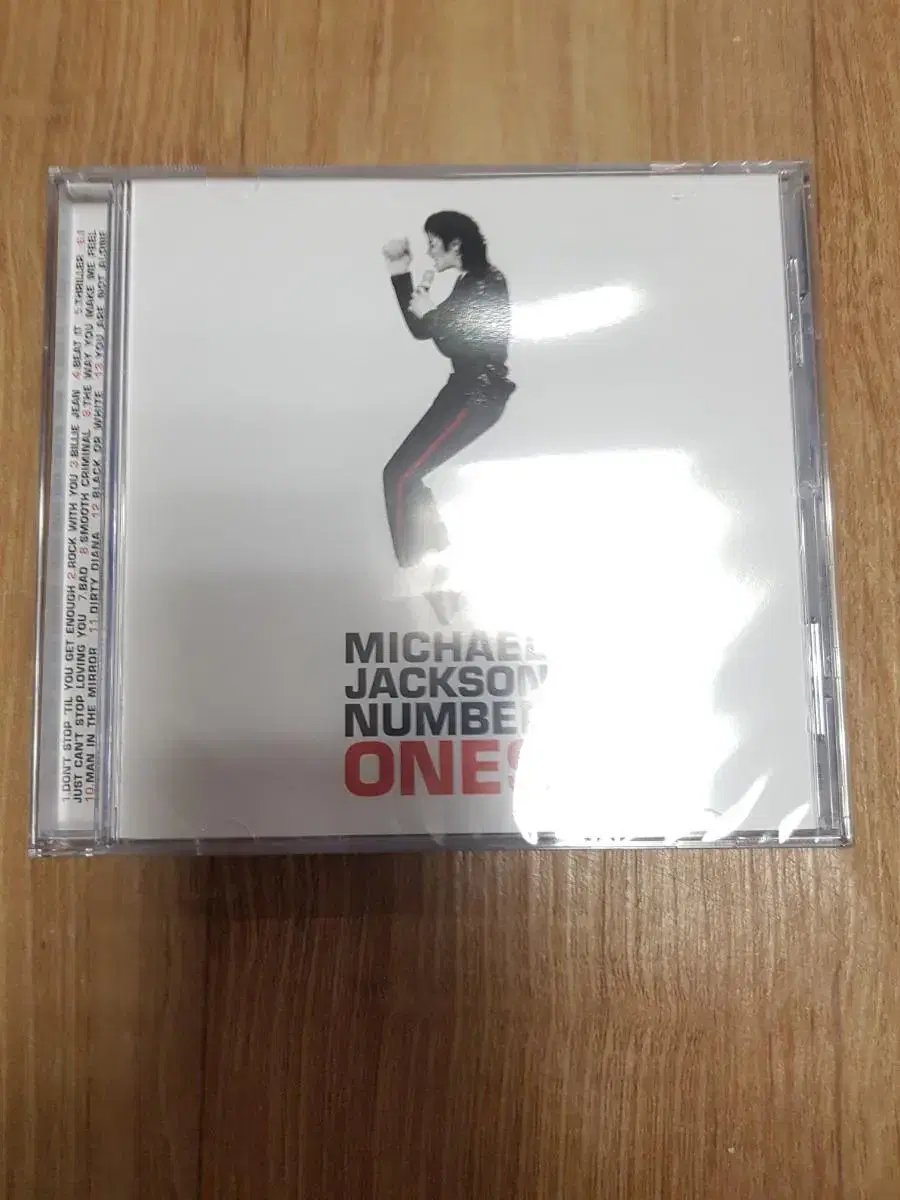 1.DON'T STOP 'TIL YOU GET ENOUGH 2.ROCK WITH YOU 3.BILLIE JEAN 4.BEAT IT 5.THRILLER 6.I
JUST CAN'T STOP LOVING YOU 7.BAD 8.SMOOTH CRIMINAL 9.THE WAY YOU MAKE ME FEEL
10.MAN IN THE MIRROR 11.DIRTY DIANA 12.BLACK OR WHITE 13.YOU ARE NOT ALONE
MICHAEL
JACKSON
NUMBER
ONES